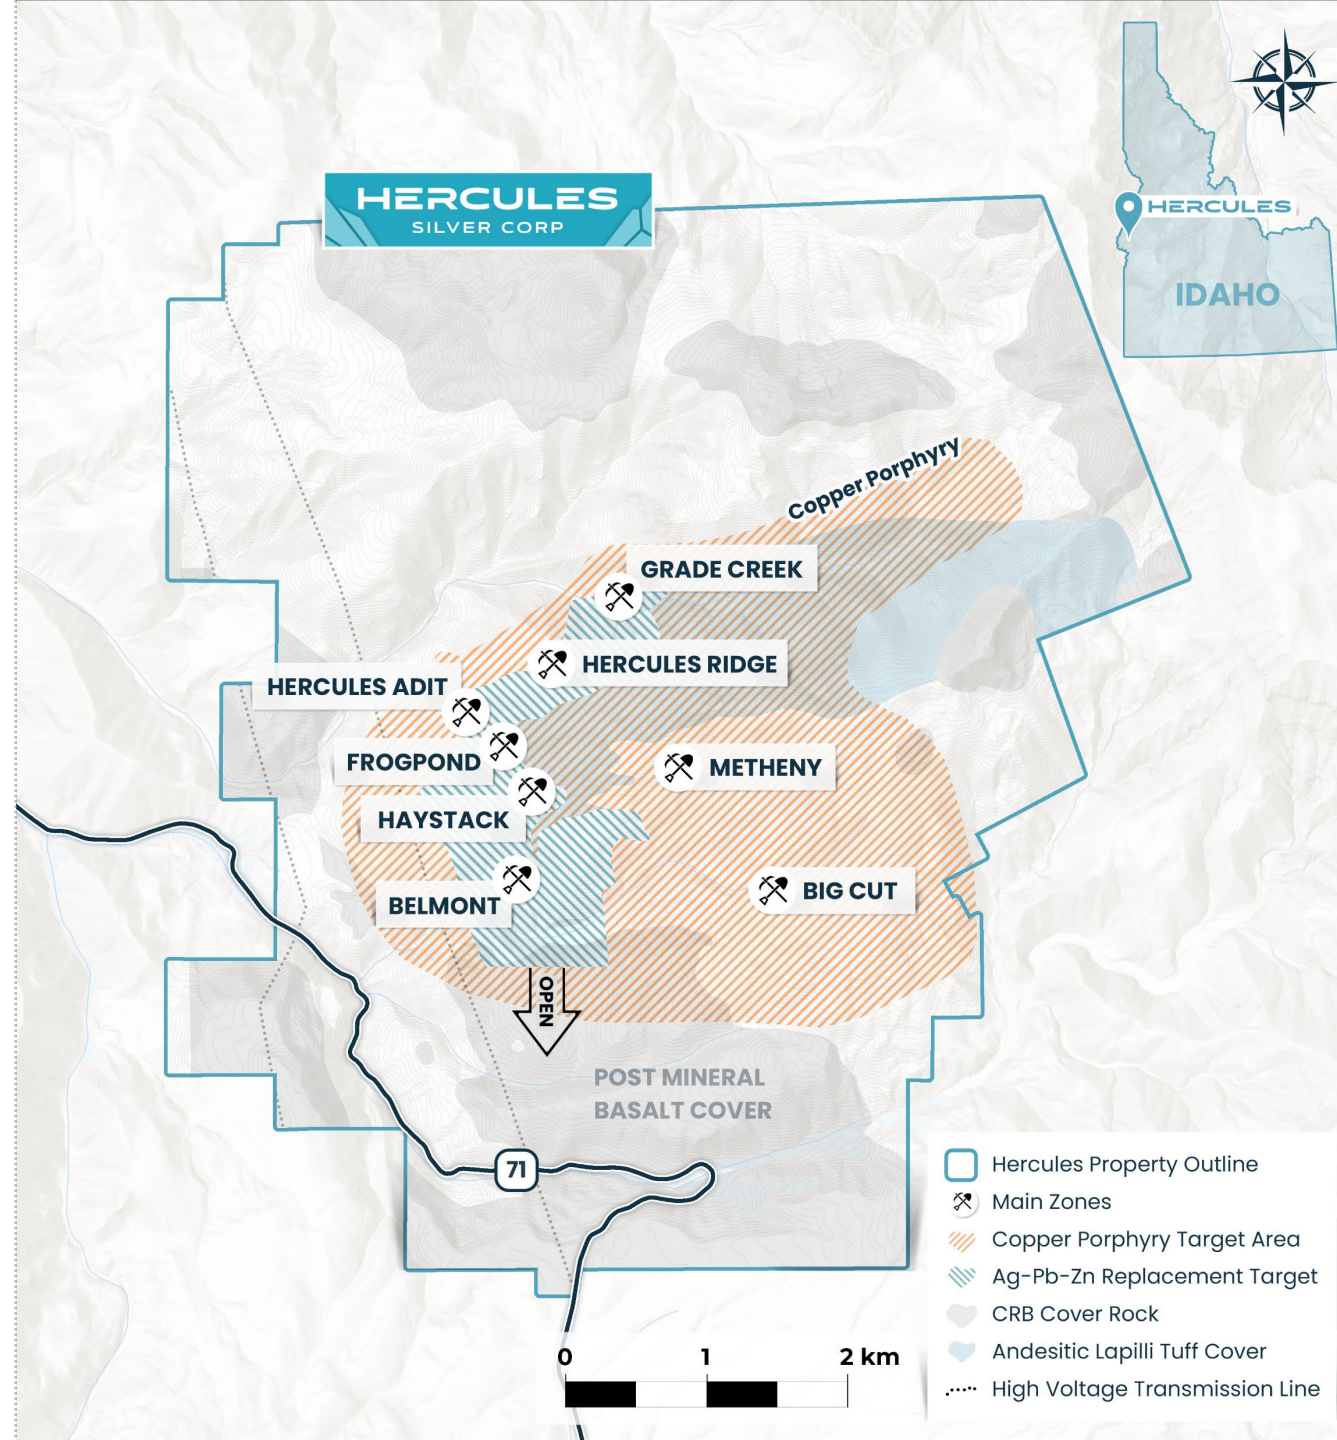 HERCULES
SILVER CORP
HERCULES
IDAHO
Copper Porphyry
GRADE CREEK
HERCULES RIDGE
HERCULES ADIT
FROGPOND
METHENY
HAYSTACK
BIG CUT
BELMONT
OPEN
POST MINERAL
BASALT COVER
71
Hercules Property Outline
Main Zones
Copper Porphyry Target Area
Ag-Pb-Zn Replacement Target
CRB Cover Rock
Andesitic Lapilli Tuff Cover
High Voltage Transmission Line
0 1 2 km